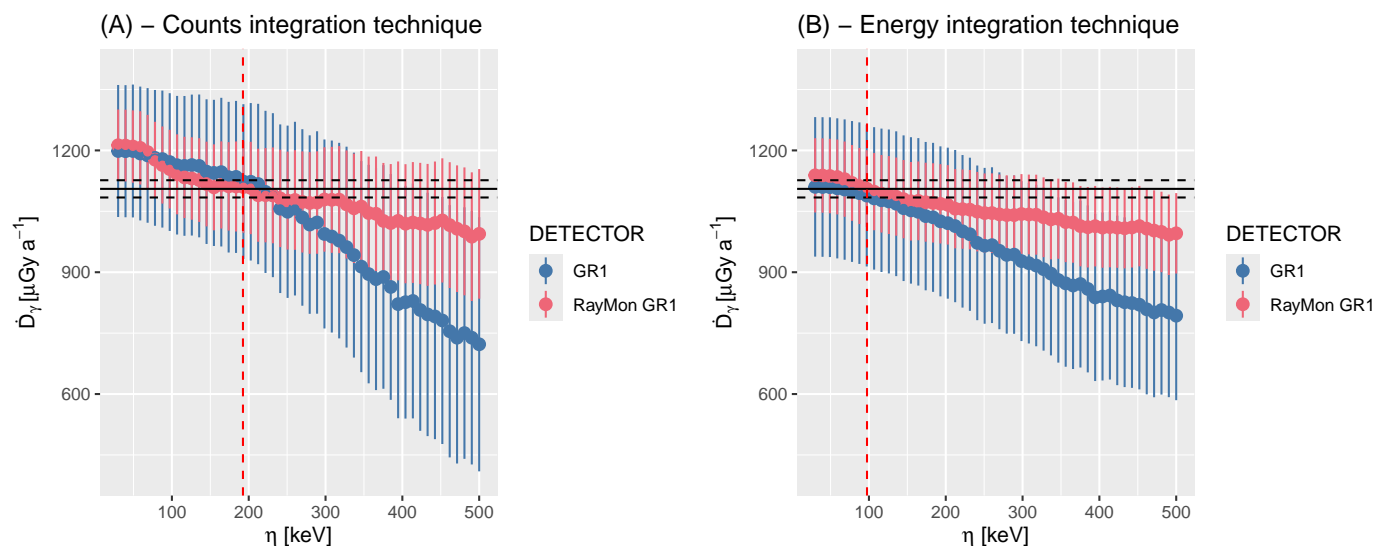 (A) − Counts integration technique
1200
900
600
Ḋγ [μGy a⁻¹]
100 200 300 400 500
η [keV]
DETECTOR
GR1
RayMon GR1
(B) − Energy integration technique
1200
900
600
Ḋγ [μGy a⁻¹]
100 200 300 400 500
η [keV]
DETECTOR
GR1
RayMon GR1